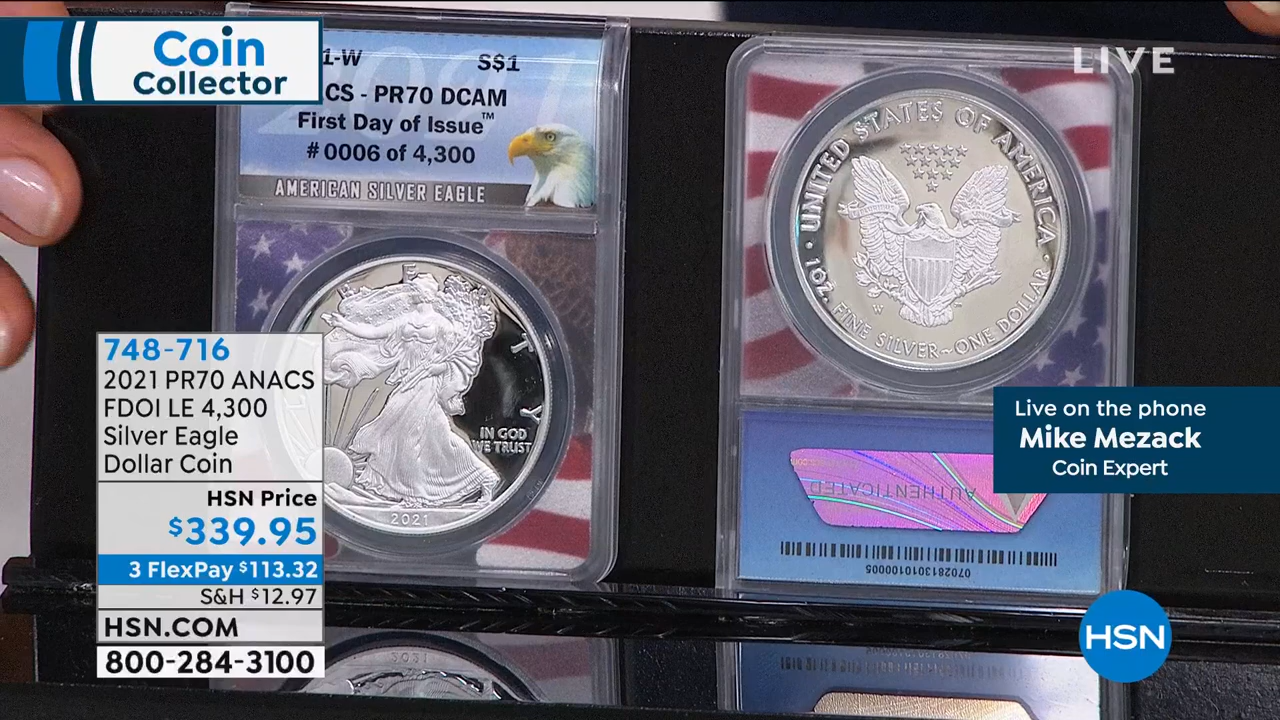 Coin
Collector
LIVE
1-W S$1
CS - PR70 DCAM
First Day of Issue™
#0006 of 4,300
AMERICAN SILVER EAGLE
UNITED STATES OF AMERICA
1 OZ. FINE SILVER~ONE DOLLAR
W
E
R
T
Y
IN GOD
WE TRUST
2021
748-716
2021 PR70 ANACS
FDOI LE 4,300
Silver Eagle
Dollar Coin
HSN Price
$339.95
3 FlexPay $113.32
S&H $12.97
HSN.COM
800-284-3100
Live on the phone
Mike Mezack
Coin Expert
AUTHENTICATED
0702813010100005
HSN